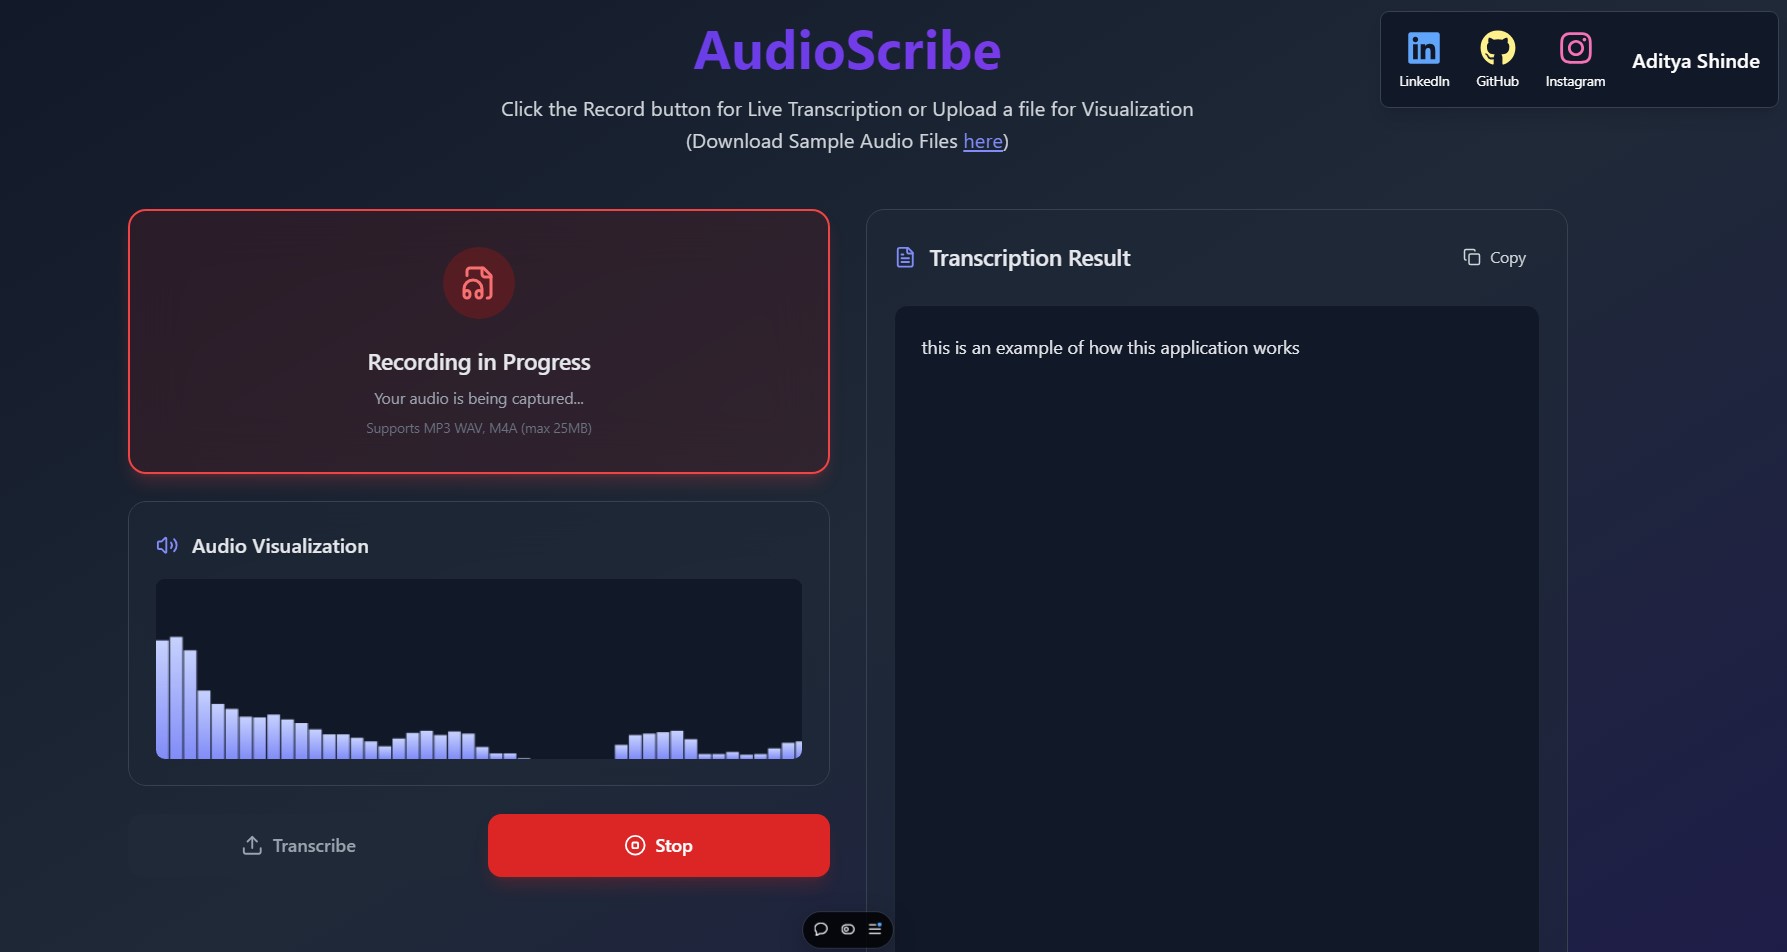 AudioScribe
Click the Record button for Live Transcription or Upload a file for Visualization
(Download Sample Audio Files here)
LinkedIn
GitHub
Instagram
Aditya Shinde
Recording in Progress
Your audio is being captured...
Supports MP3 WAV, M4A (max 25MB)
Audio Visualization
Transcribe
Stop
Transcription Result
Copy
this is an example of how this application works